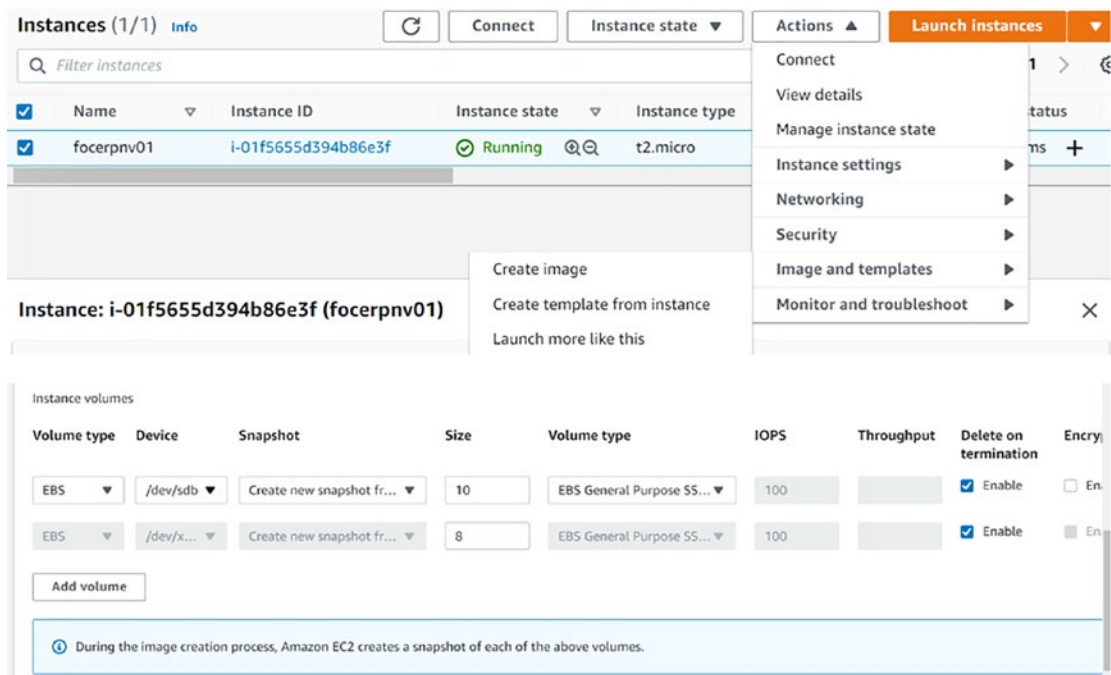 Instances (1/1) Info Connect Instance state Actions Launch instances
Filter instances
Connect
1
View details
Name Instance ID Instance state Instance type
Manage instance state
focerpnv01 i-01f5655d394b86e3f Running t2.micro
Instance settings
Networking
Security
Create image
Image and templates
Create template from instance
Monitor and troubleshoot
Launch more like this
Instance: i-01f5655d394b86e3f (focerpnv01)
Instance volumes
Volume type Device Snapshot Size Volume type IOPS Throughput Delete on termination
EBS /dev/sdb Create new snapshot fr... 10 EBS General Purpose SS... 100 Enable
EBS /dev/x... Create new snapshot fr... 8 EBS General Purpose SS... 100 Enable
Add volume
During the image creation process, Amazon EC2 creates a snapshot of each of the above volumes.